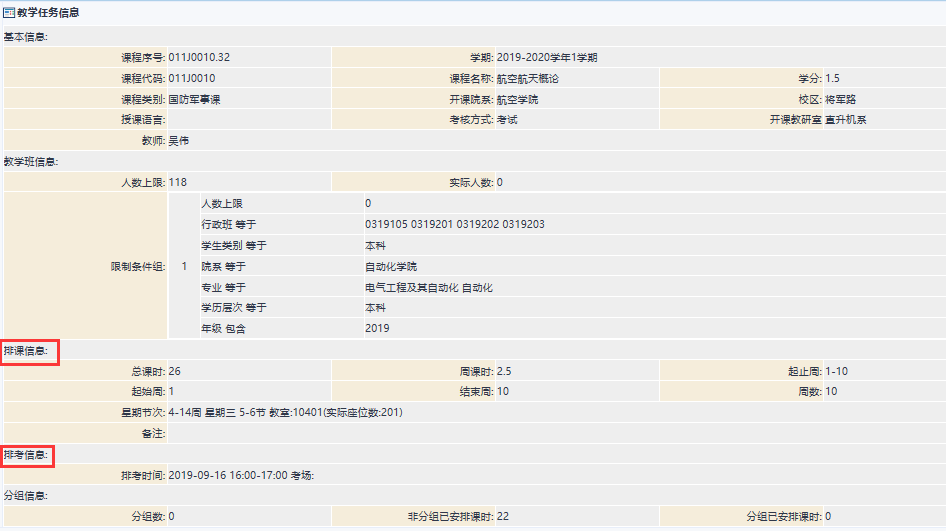 教学任务信息
基本信息:
课程序号: 011J0010.32 学期: 2019-2020学年1学期
课程代码: 011J0010 课程名称: 航空航天概论 学分: 1.5
课程类别: 国防军事课 开课院系: 航空学院 校区: 将军路
授课语言: 考核方式: 考试 开课教研室 直升机系
教师: 吴伟
教学班信息:
人数上限: 118 实际人数: 0
限制条件组: 1
人数上限 0
行政班 等于 0319105 0319201 0319202 0319203
学生类别 等于 本科
院系 等于 自动化学院
专业 等于 电气工程及其自动化 自动化
学历层次 等于 本科
年级 包含 2019
排课信息:
总课时: 26 周课时: 2.5 起止周: 1-10
起始周: 1 结束周: 10 周数: 10
星期节次: 4-14周 星期三 5-6节 教室:10401(实际座位数:201)
备注:
排考信息:
排考时间: 2019-09-16 16:00-17:00 考场:
分组信息:
分组数: 0 非分组已安排课时: 22 分组已安排课时: 0